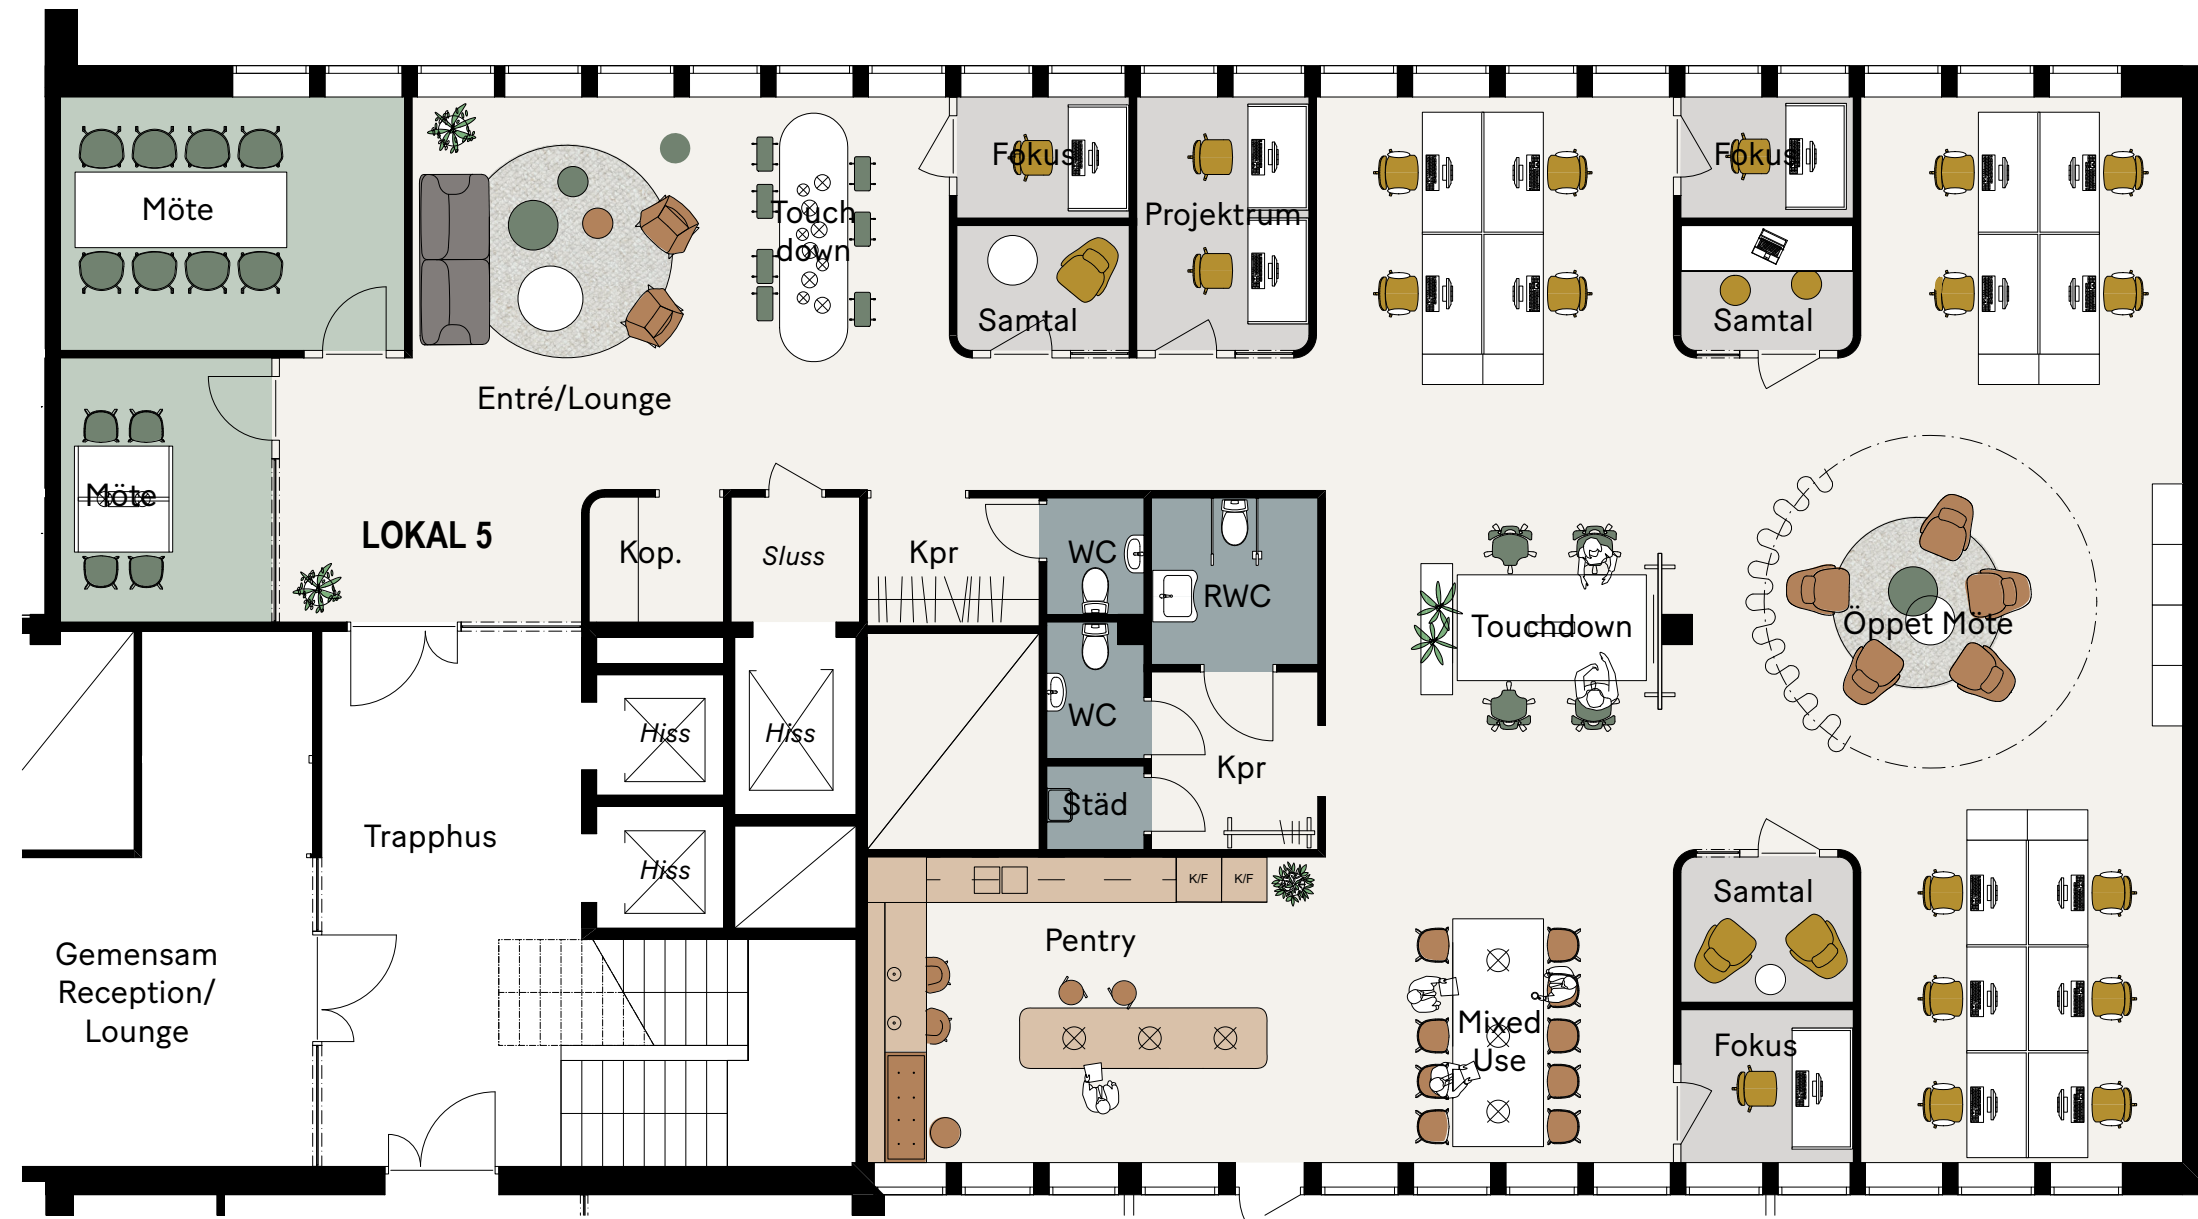 Möte
Touch
down
Fokus
Projektrum
Fokus
Samtal
Samtal
Entré/Lounge
Möte
LOKAL 5
Kop.
Sluss
Kpr
WC
RWC
Touchdown
Öppet Möte
Hiss
Hiss
WC
Kpr
Städ
Trapphus
Hiss
K/F
K/F
Samtal
Gemensam
Reception/
Lounge
Pentry
Mixed
Use
Fokus